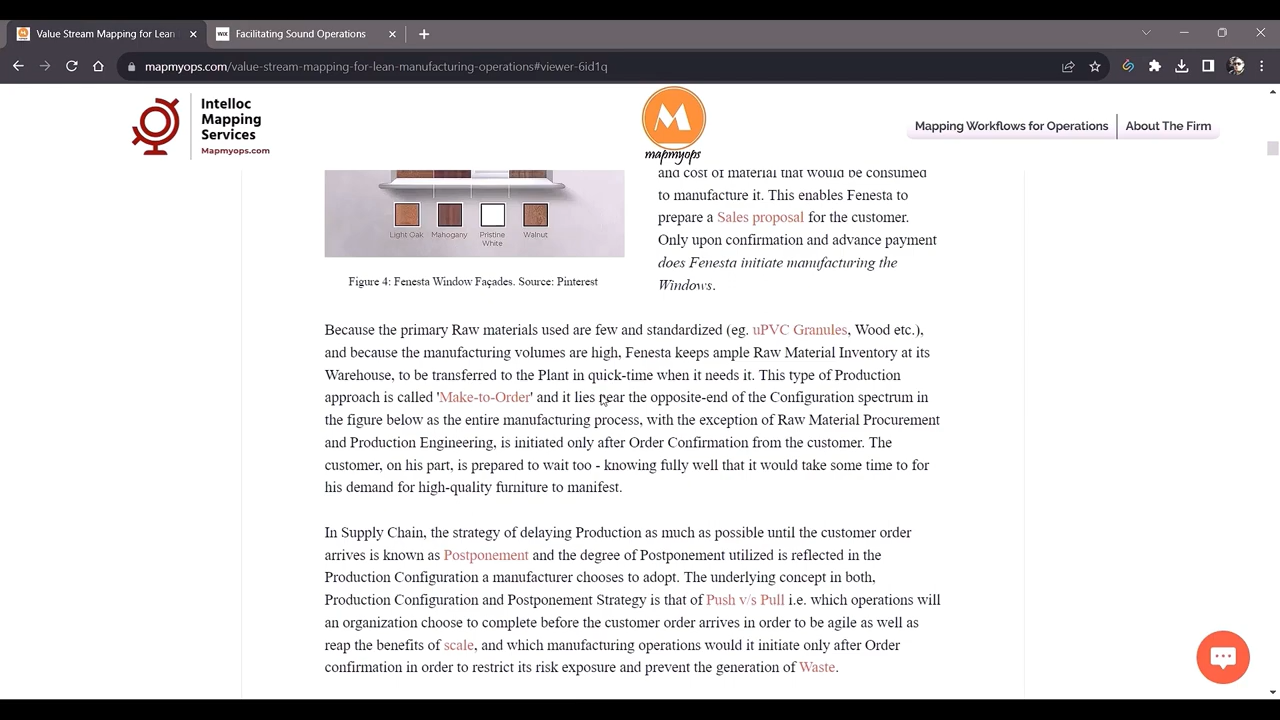 Value Stream Mapping for Lean
Facilitating Sound Operations
mapmyops.com/value-stream-mapping-for-lean-manufacturing-operations#viewer-6id1q
Intelloc
Mapping
Services
Mapmyops.com
M
mapmyops
Mapping Workflows for Operations
About The Firm
Light Oak
Mahogany
Pristine
White
Walnut
Figure 4: Fenesta Window Façades. Source: Pinterest
and cost of material that would be consumed
to manufacture it. This enables Fenesta to
prepare a Sales proposal for the customer.
Only upon confirmation and advance payment
does Fenesta initiate manufacturing the
Windows.
Because the primary Raw materials used are few and standardized (eg. uPVC Granules, Wood etc.),
and because the manufacturing volumes are high, Fenesta keeps ample Raw Material Inventory at its
Warehouse, to be transferred to the Plant in quick-time when it needs it. This type of Production
approach is called 'Make-to-Order' and it lies near the opposite-end of the Configuration spectrum in
the figure below as the entire manufacturing process, with the exception of Raw Material Procurement
and Production Engineering, is initiated only after Order Confirmation from the customer. The
customer, on his part, is prepared to wait too - knowing fully well that it would take some time to for
his demand for high-quality furniture to manifest.
In Supply Chain, the strategy of delaying Production as much as possible until the customer order
arrives is known as Postponement and the degree of Postponement utilized is reflected in the
Production Configuration a manufacturer chooses to adopt. The underlying concept in both,
Production Configuration and Postponement Strategy is that of Push v/s Pull i.e. which operations will
an organization choose to complete before the customer order arrives in order to be agile as well as
reap the benefits of scale, and which manufacturing operations would it initiate only after Order
confirmation in order to restrict its risk exposure and prevent the generation of Waste.